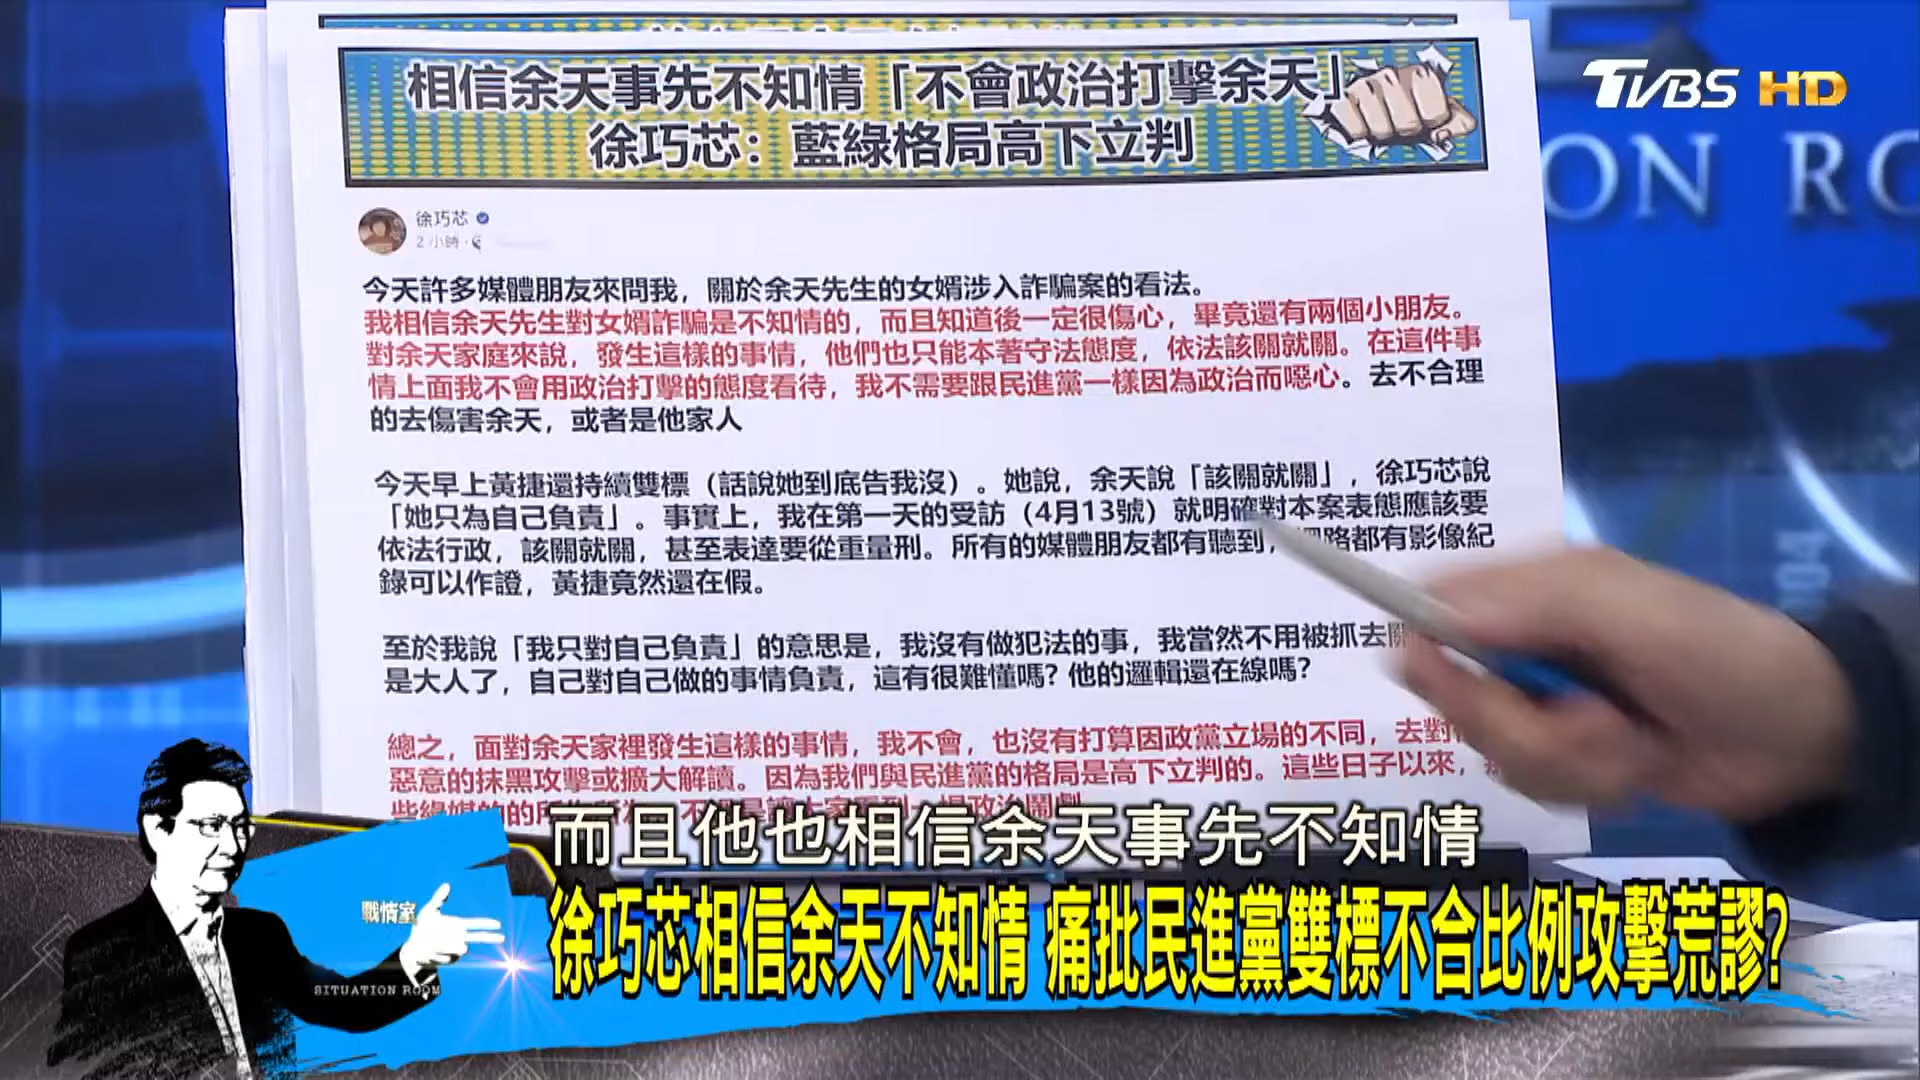 TVBS HD
ON RO
相信余天事先不知情「不會政治打擊余天」
徐巧芯：藍綠格局高下立判
徐巧芯
2 小時 ·
今天許多媒體朋友來問我，關於余天先生的女婿涉入詐騙案的看法。
我相信余天先生對女婿詐騙是不知情的，而且知道後一定很傷心，畢竟還有兩個小朋友。
對余天家庭來說，發生這樣的事情，他們也只能本著守法態度，依法該關就關。在這件事
情上面我不會用政治打擊的態度看待，我不需要跟民進黨一樣因為政治而噁心。去不合理
的去傷害余天，或者是他家人
今天早上黃捷還持續雙標（話說她到底告我沒）。她說，余天說「該關就關」，徐巧芯說
「她只為自己負責」。事實上，我在第一天的受訪（4月13號）就明確對本案表態應該要
依法行政，該關就關，甚至表達要從重量刑。所有的媒體朋友都有聽到，路都有影像紀
錄可以作證，黃捷竟然還在假。
至於我說「我只對自己負責」的意思是，我沒有做犯法的事，我當然不用被抓去關
是大人了，自己對自己做的事情負責，這有很難懂嗎？他的邏輯還在線嗎？
總之，面對余天家裡發生這樣的事情，我不會，也沒有打算因政黨立場的不同，去對
惡意的抹黑攻擊或擴大解讀。因為我們與民進黨的格局是高下立判的。這些日子以來，
而且他也相信余天事先不知情
戰情室
SITUATION ROOM
徐巧芯相信余天不知情 痛批民進黨雙標不合比例攻擊荒謬?